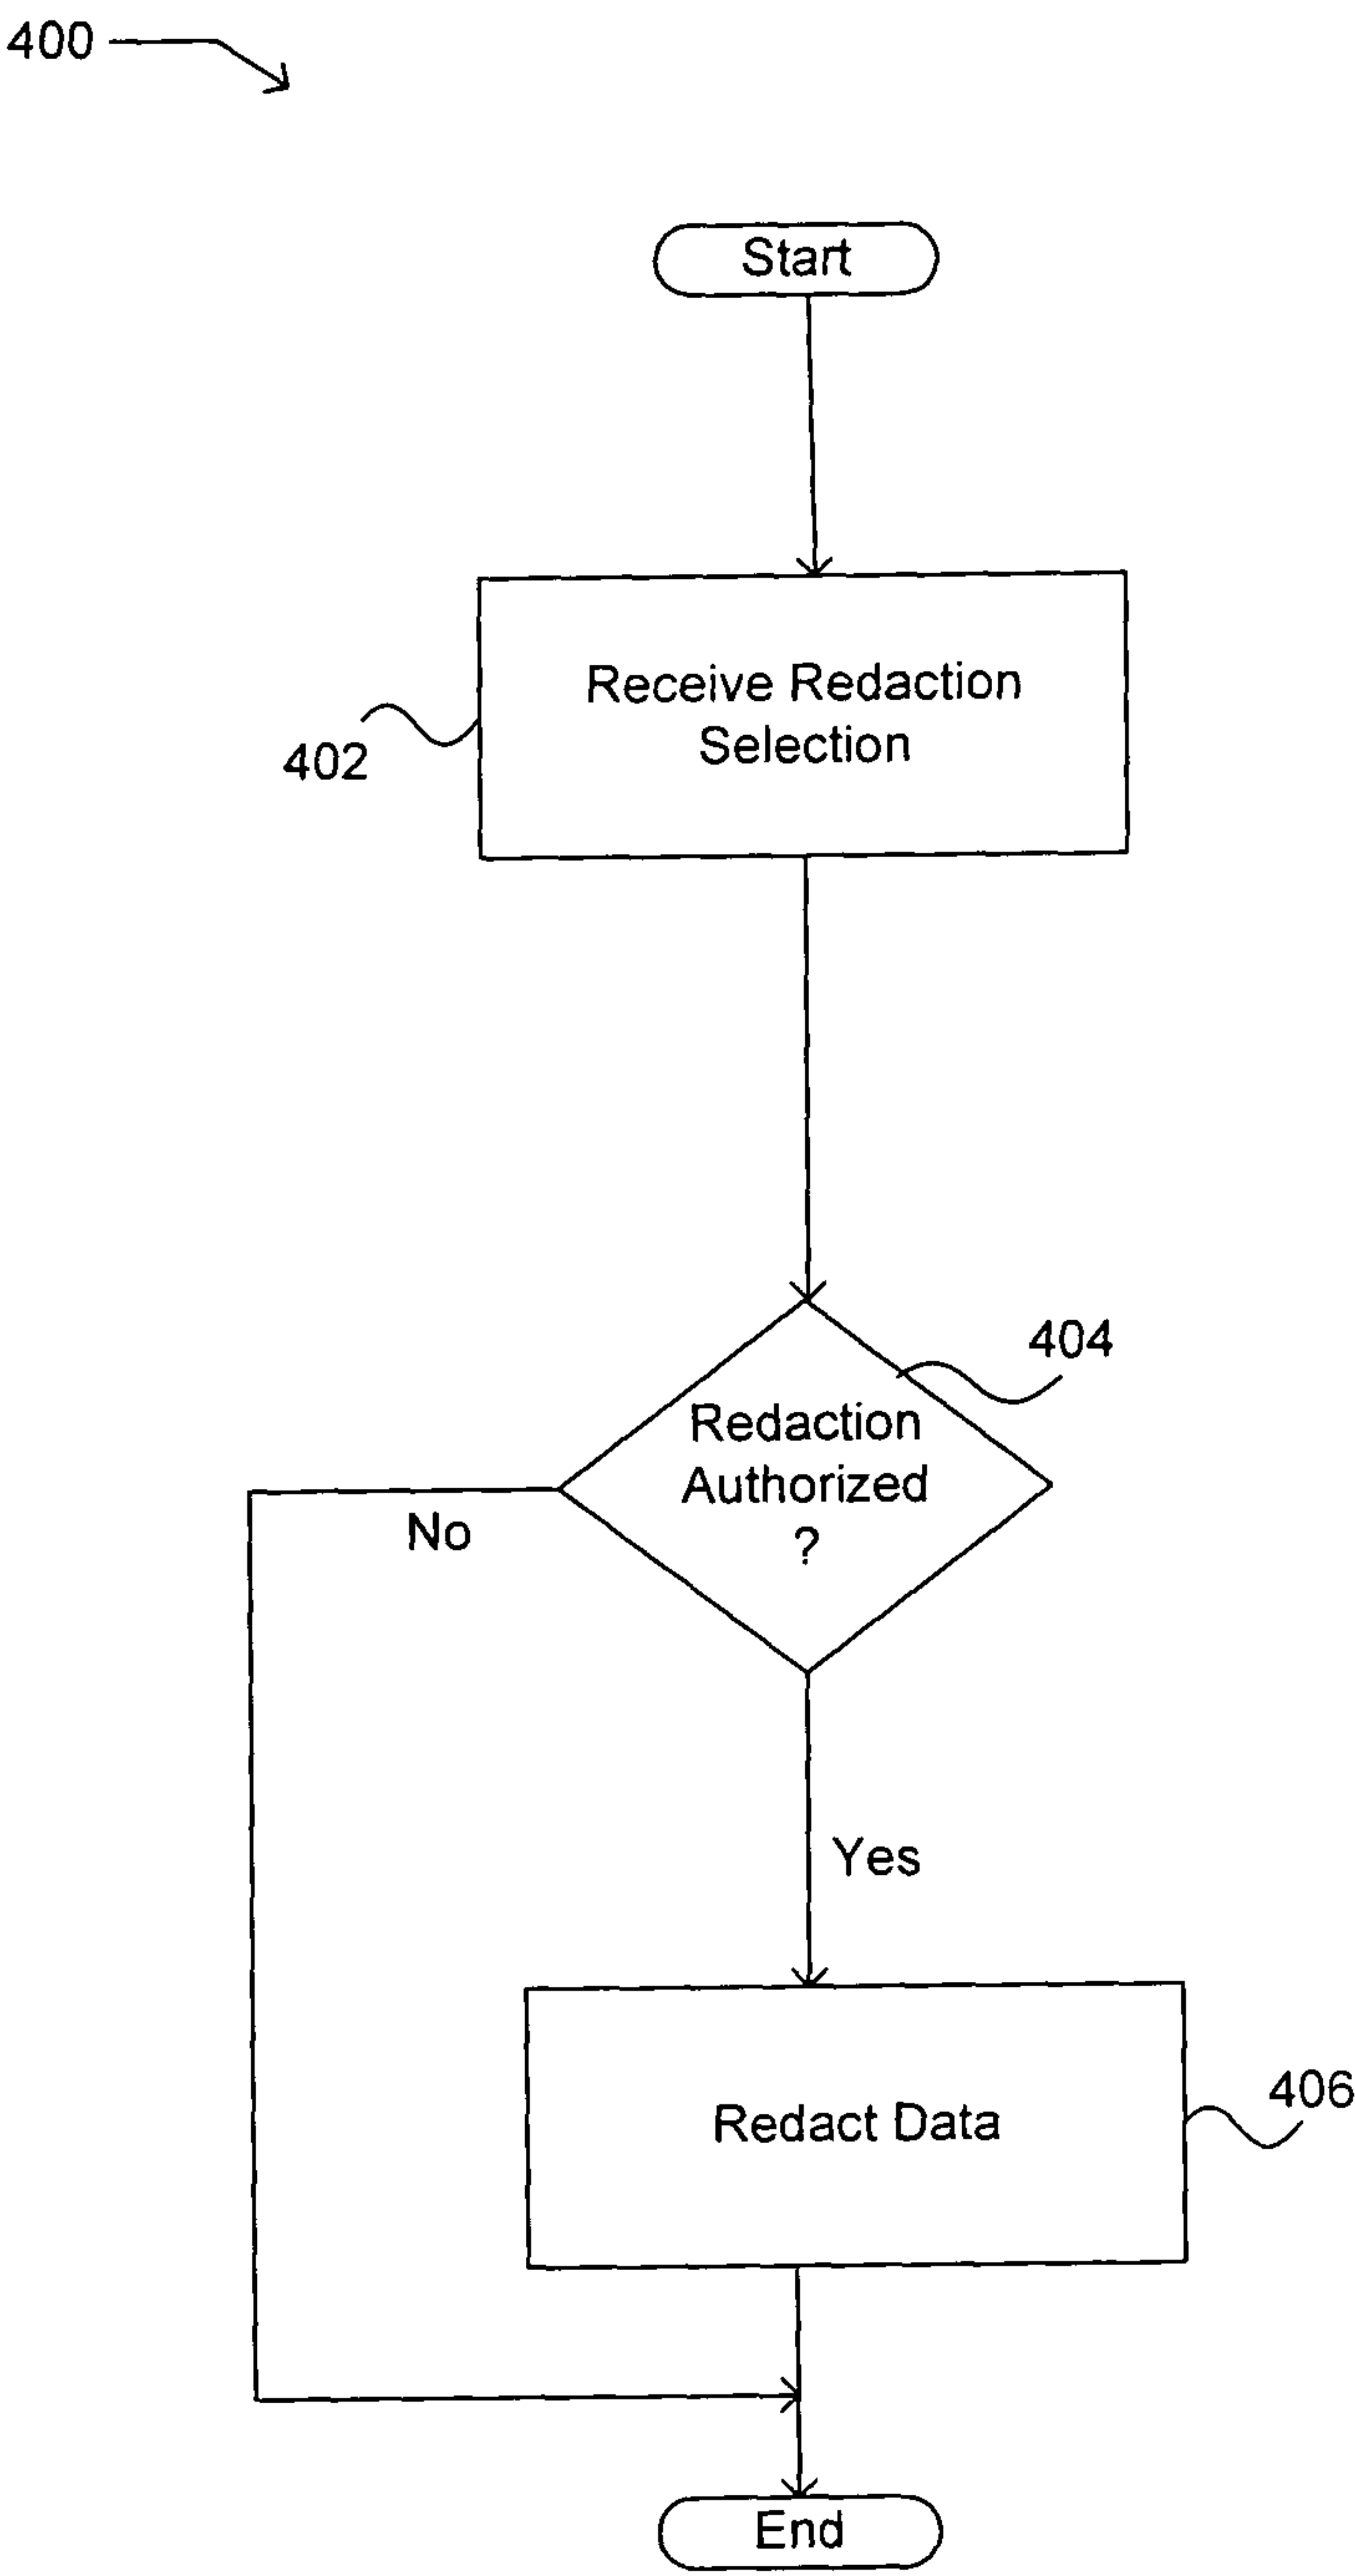 400
Start
Receive Redaction
Selection
402
404
Redaction
Authorized
?
No
Yes
Redact Data
406
End